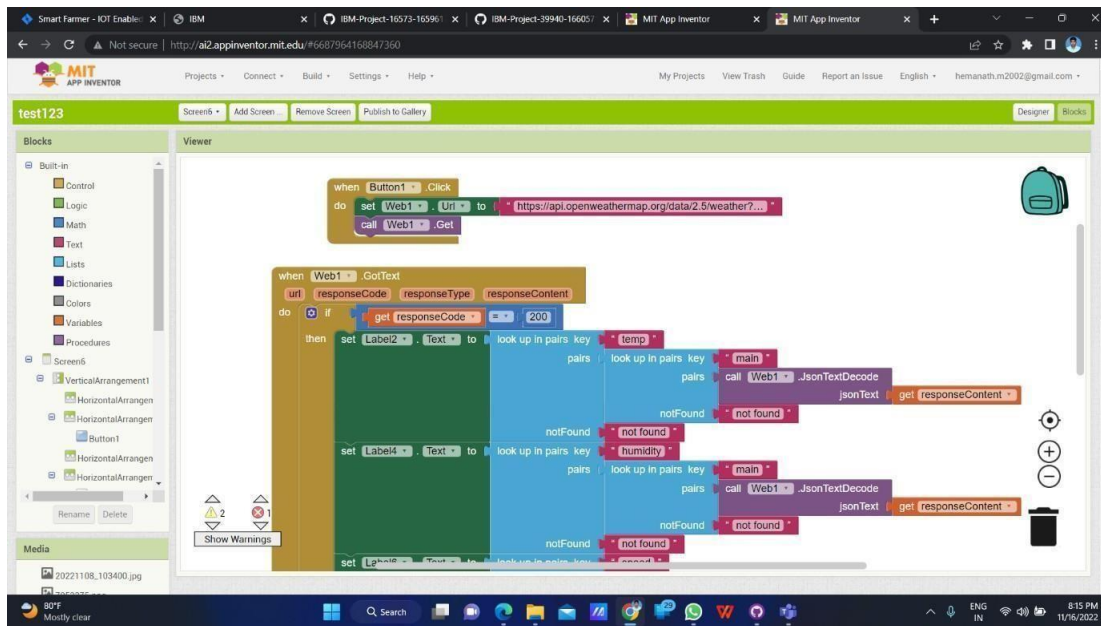 Smart Farmer - IOT Enabled
IBM
IBM-Project-16573-165961
IBM-Project-39940-166057
MIT App Inventor
MIT App Inventor
Not secure | http://ai2.appinventor.mit.edu/#6687964168847360
MIT
APP INVENTOR
Projects Connect Build Settings Help My Projects View Trash Guide Report an Issue English hemanath.m2002@gmail.com
test123 Screen6 Add Screen ... Remove Screen Publish to Gallery Designer Blocks
Blocks
Built-in
Control
Logic
Math
Text
Lists
Dictionaries
Colors
Variables
Procedures
Screen6
VerticalArrangement1
HorizontalArrangen
HorizontalArrangen
Button1
HorizontalArrangen
HorizontalArrangen
Rename Delete
Media
20221108_103400.jpg
Viewer
when Button1 .Click
do set Web1 . Url to " https://api.openweathermap.org/data/2.5/weather?... "
call Web1 .Get
when Web1 .GotText
url responseCode responseType responseContent
do if get responseCode = 200
then set Label2 . Text to look up in pairs key " temp "
pairs look up in pairs key " main "
pairs call Web1 .JsonTextDecode
jsonText get responseContent
notFound " not found "
notFound " not found "
set Label4 . Text to look up in pairs key " humidity "
pairs look up in pairs key " main "
pairs call Web1 .JsonTextDecode
jsonText get responseContent
notFound " not found "
notFound " not found "
set
2 1
Show Warnings
80°F
Mostly clear
Search
29
ENG
IN
8:15 PM
11/16/2022